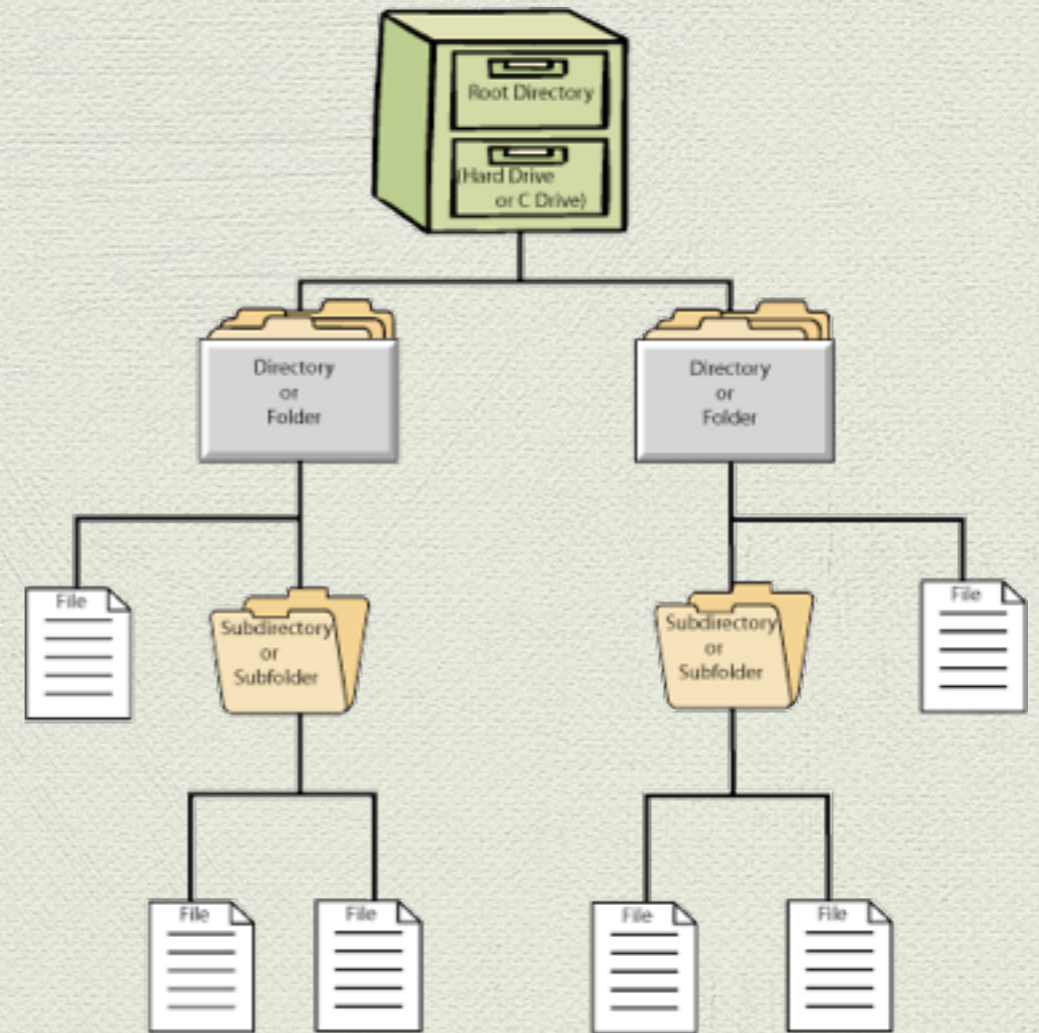 Root Directory
(Hard Drive
or C Drive)
Directory
or
Folder
Directory
or
Folder
File
Subdirectory
or
Subfolder
Subdirectory
or
Subfolder
File
File
File
File
File